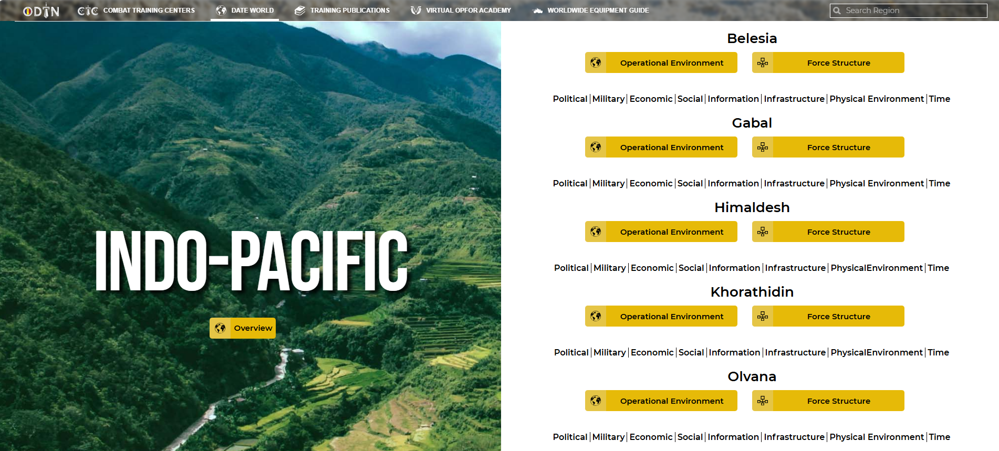 ODIN CTC COMBAT TRAINING CENTERS DATE WORLD TRAINING PUBLICATIONS VIRTUAL OPFOR ACADEMY WORLDWIDE EQUIPMENT GUIDE Search Region
INDO-PACIFIC
Overview
Belesia
Operational Environment Force Structure
Political Military Economic Social Information Infrastructure Physical Environment Time
Gabal
Operational Environment Force Structure
Political Military Economic Social Information Infrastructure Physical Environment Time
Himaldesh
Operational Environment Force Structure
Political Military Economic Social Information Infrastructure PhysicalEnvironment Time
Khorathidin
Operational Environment Force Structure
Political Military Economic Social Information Infrastructure PhysicalEnvironment Time
Olvana
Operational Environment Force Structure
Political Military Economic Social Information Infrastructure Physical Environment Time